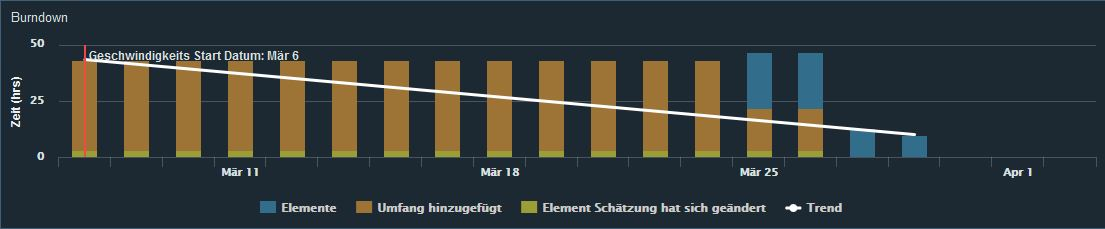 Burndown
Geschwindigkeits Start Datum: Mär 6
Zeit (hrs)
50
25
0
Mär 11 Mär 18 Mär 25 Apr 1
Elemente Umfang hinzugefügt Element Schätzung hat sich geändert Trend